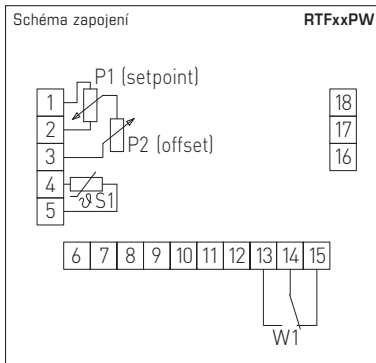 Schéma zapojení RTFxxPW
P1 (setpoint)
1
2
3
4
5
P2 (offset)
ϑ S1
18
17
16
6 7 8 9 10 11 12 13 14 15
W1